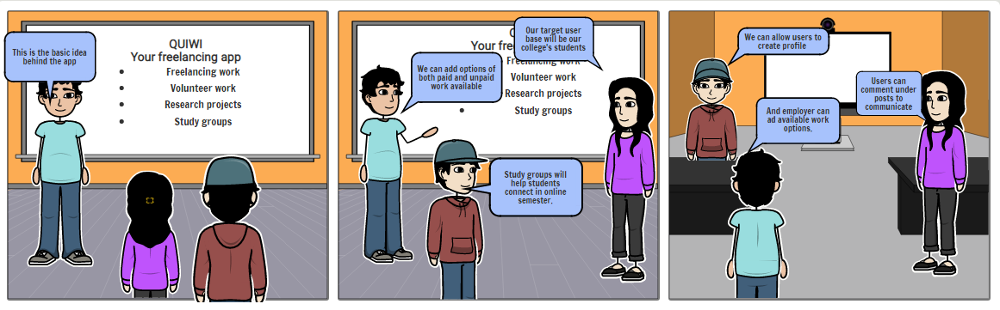 This is the basic idea
behind the app
QUIWI
Your freelancing app
Freelancing work
Volunteer work
Research projects
Study groups
Our target user
base will be our
college's students
Your
Freelancing work
Volunteer work
Research projects
Study groups
We can add options of
both paid and unpaid
work available
Study groups will
help students
connect in online
semester.
We can allow users to
create profile
Users can
comment under
posts to
communicate
And employer can
ad available work
options.